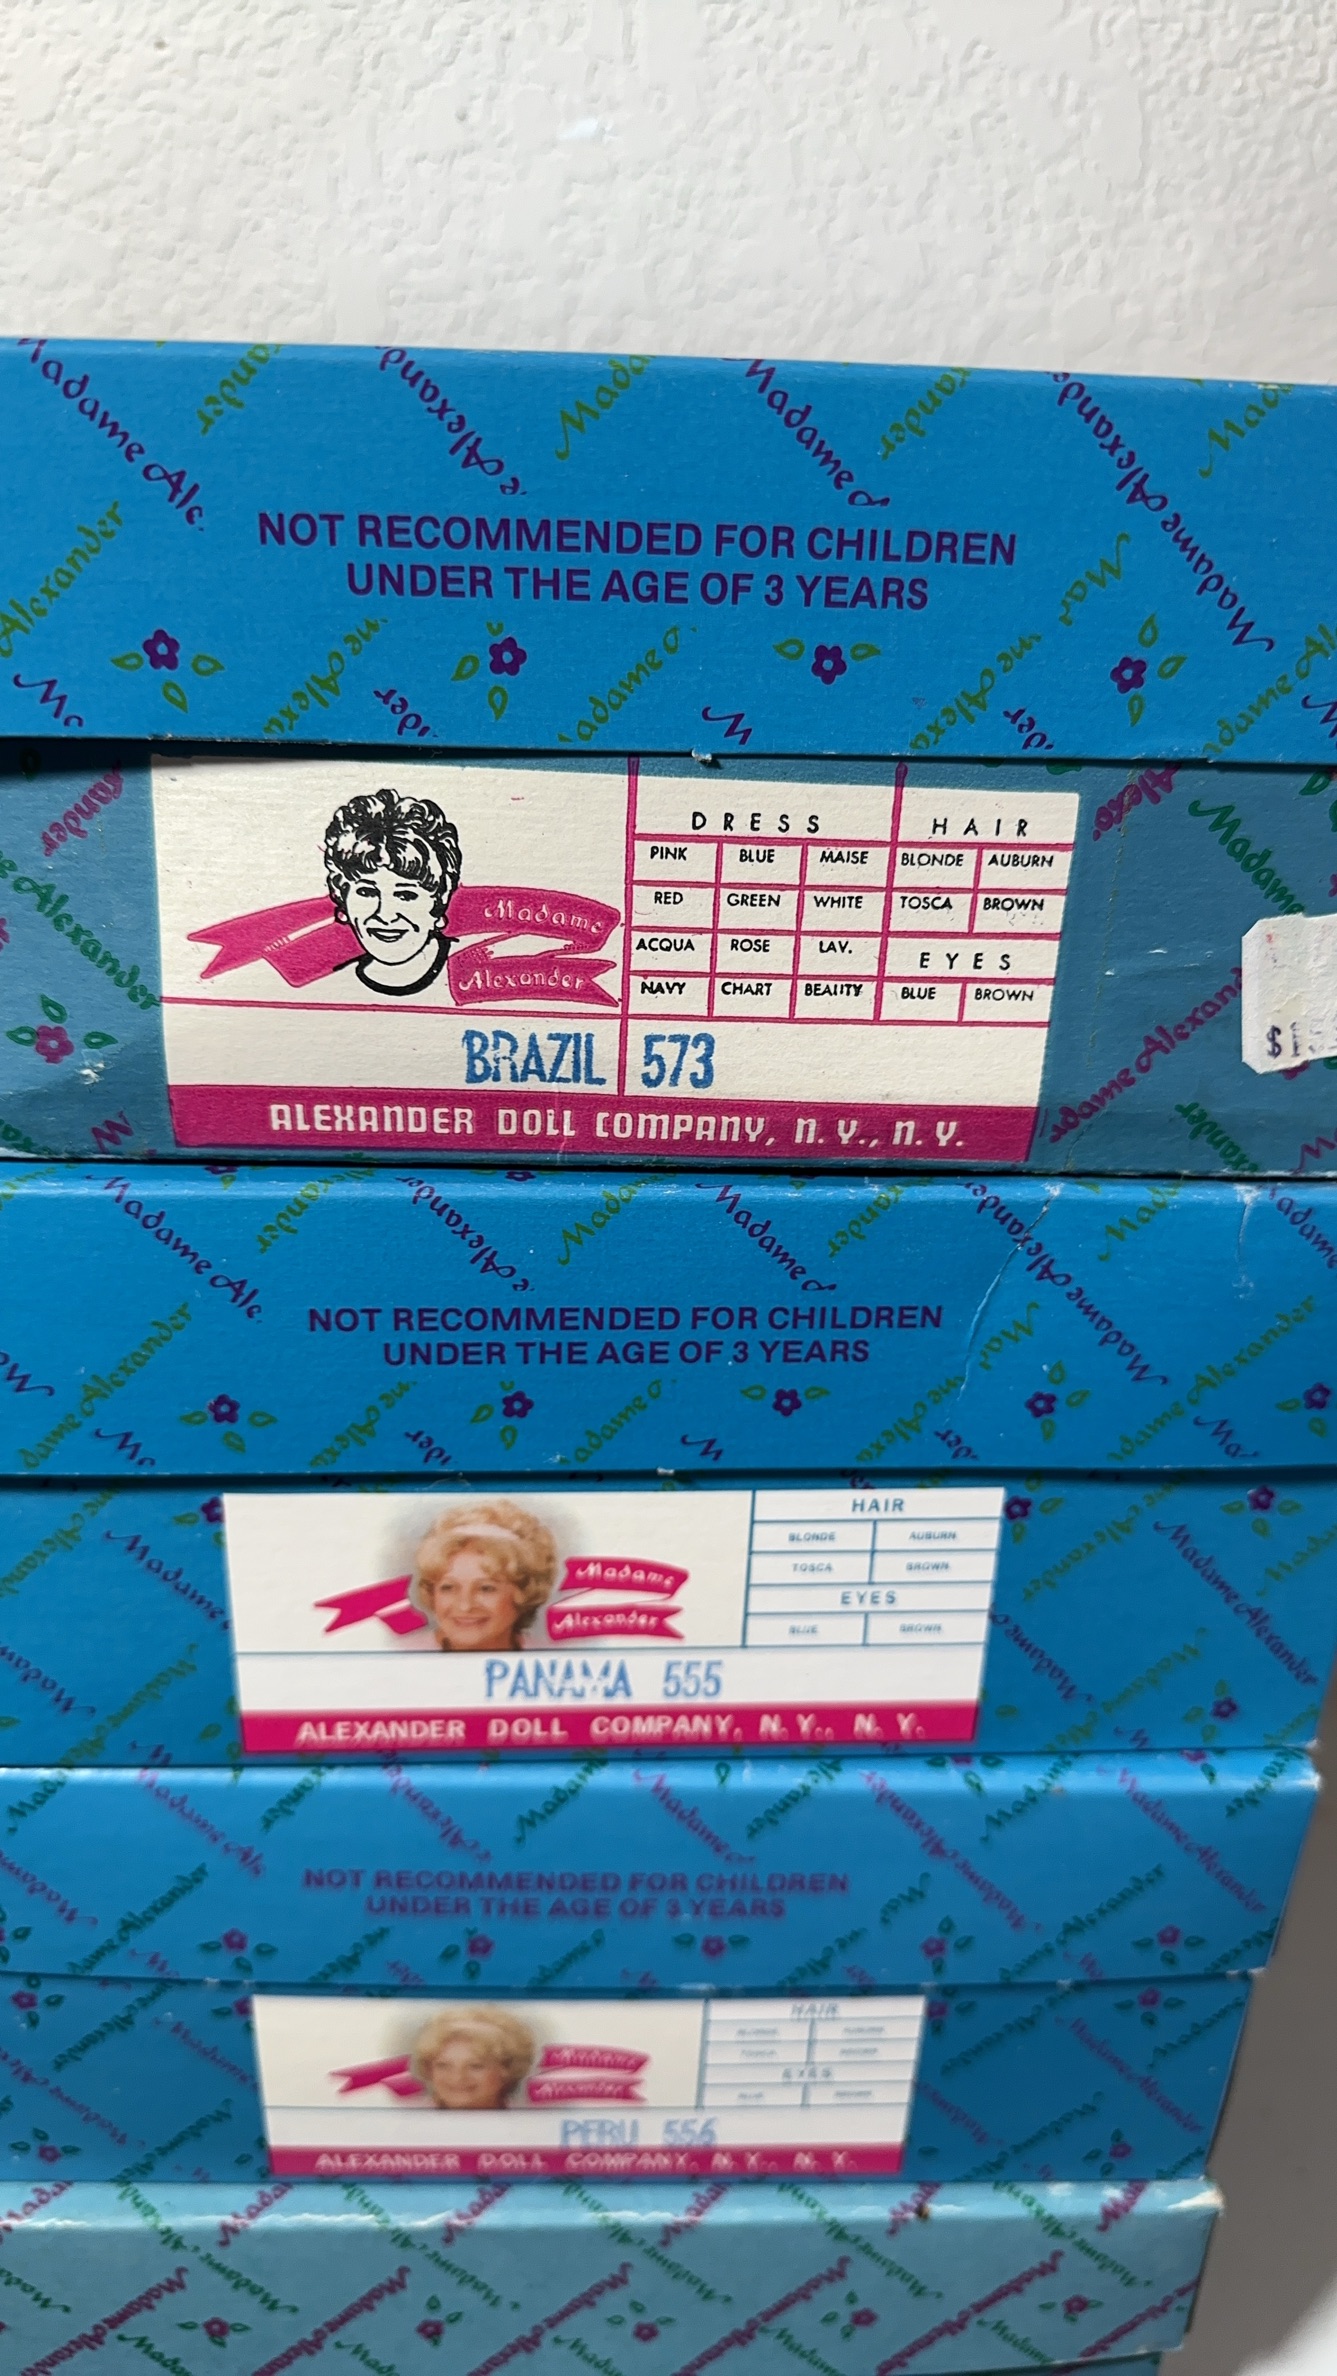 NOT RECOMMENDED FOR CHILDREN
UNDER THE AGE OF 3 YEARS
Madame
Alexander
DRESS
HAIR
PINK BLUE MAISE BLONDE AUBURN
RED GREEN WHITE TOSCA BROWN
ACQUA ROSE LAV. EYES
NAVY CHART BEAUTY BLUE BROWN
BRAZIL 573
ALEXANDER DOLL COMPANY, N.Y., N.Y.
NOT RECOMMENDED FOR CHILDREN
UNDER THE AGE OF 3 YEARS
Madame
Alexander
HAIR
BLONDE AUBURN
TOSCA BROWN
EYES
BLUE BROWN
PANAMA 555
ALEXANDER DOLL COMPANY, N.Y., N.Y.
NOT RECOMMENDED FOR CHILDREN
UNDER THE AGE OF 3 YEARS
Madame
Alexander
HAIR
EYES
PERU 556
ALEXANDER DOLL COMPANY, N.Y., N.Y.